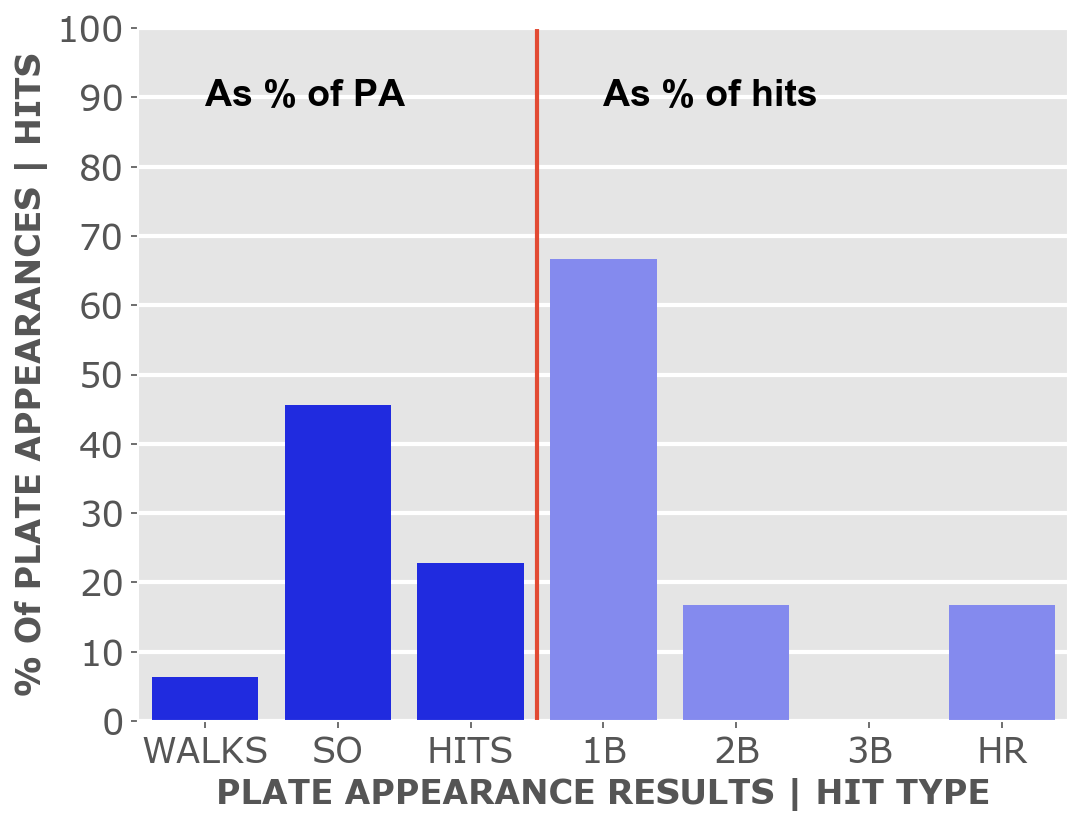 % Of PLATE APPEARANCES | HITS
100
90
80
70
60
50
40
30
20
10
0
As % of PA
As % of hits
WALKS SO HITS 1B 2B 3B HR
PLATE APPEARANCE RESULTS | HIT TYPE